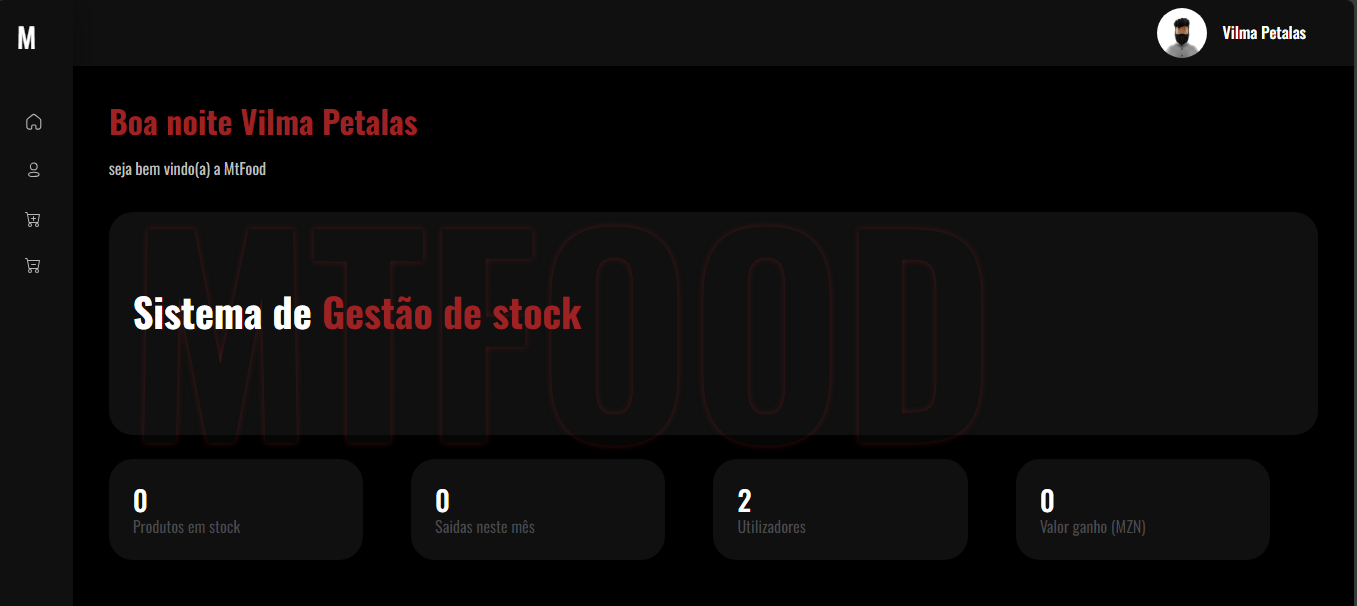 M
Vilma Petalas
Boa noite Vilma Petalas
seja bem vindo(a) a MtFood
MTFOOD
Sistema de Gestão de stock
0
Produtos em stock
0
Saidas neste mês
2
Utilizadores
0
Valor ganho (MZN)